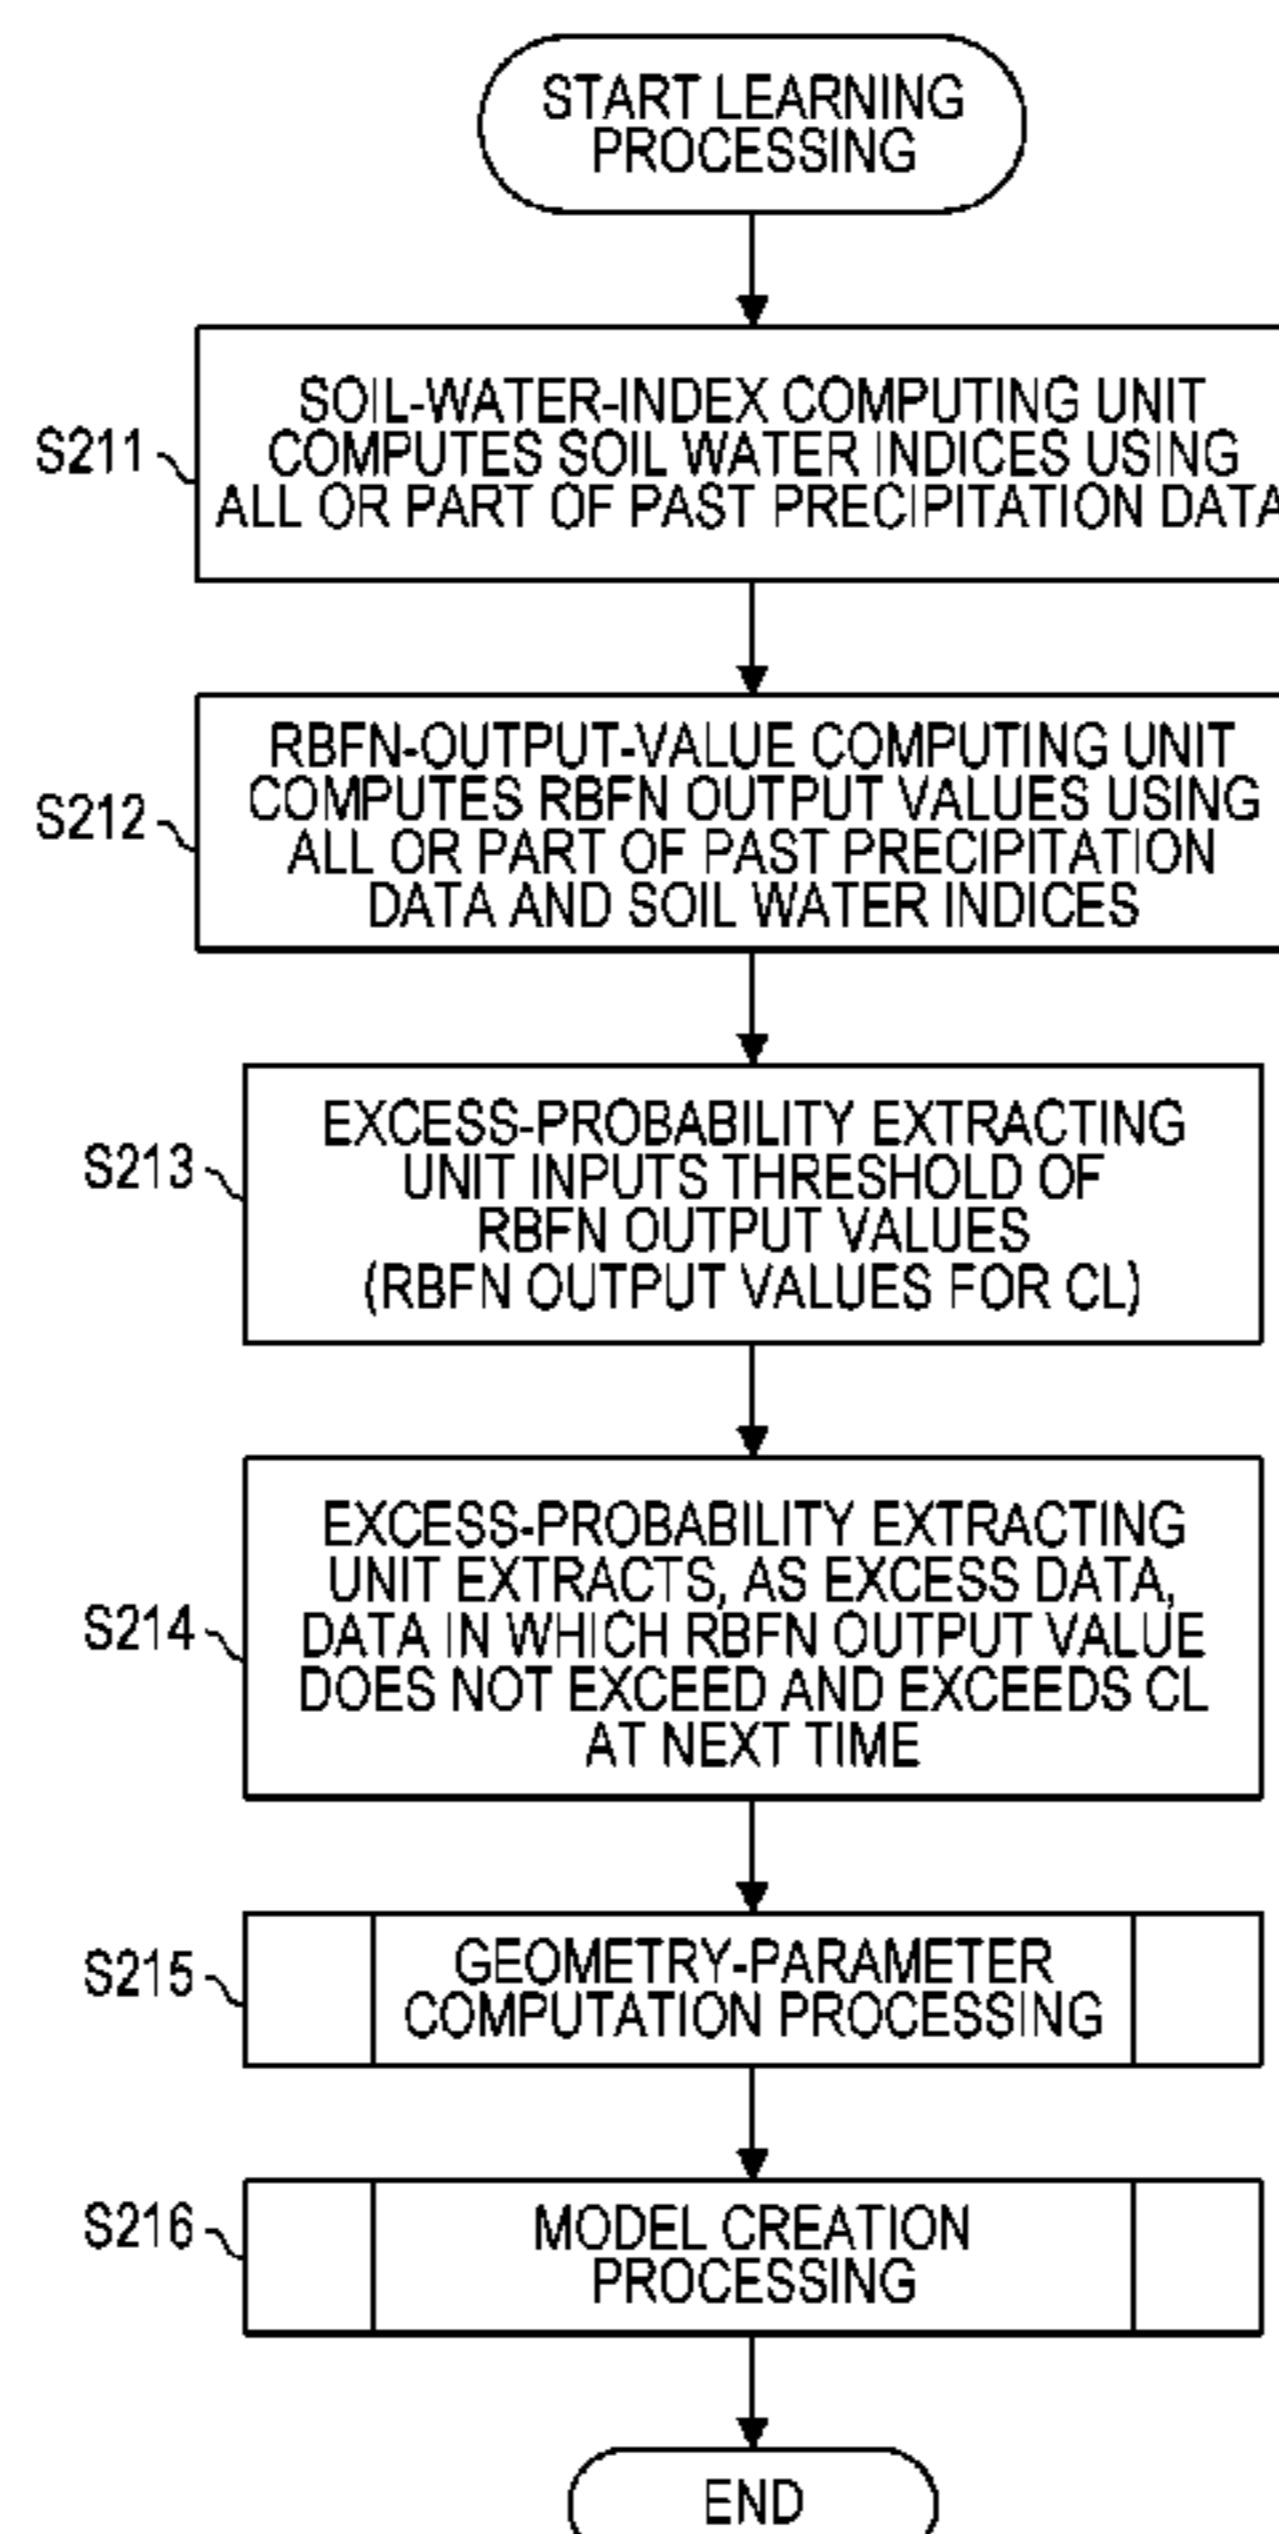 START LEARNING
PROCESSING
S211
SOIL-WATER-INDEX COMPUTING UNIT
COMPUTES SOIL WATER INDICES USING
ALL OR PART OF PAST PRECIPITATION DATA
S212
RBFN-OUTPUT-VALUE COMPUTING UNIT
COMPUTES RBFN OUTPUT VALUES USING
ALL OR PART OF PAST PRECIPITATION
DATA AND SOIL WATER INDICES
S213
EXCESS-PROBABILITY EXTRACTING
UNIT INPUTS THRESHOLD OF
RBFN OUTPUT VALUES
(RBFN OUTPUT VALUES FOR CL)
S214
EXCESS-PROBABILITY EXTRACTING
UNIT EXTRACTS, AS EXCESS DATA,
DATA IN WHICH RBFN OUTPUT VALUE
DOES NOT EXCEED AND EXCEEDS CL
AT NEXT TIME
S215
GEOMETRY-PARAMETER
COMPUTATION PROCESSING
S216
MODEL CREATION
PROCESSING
END